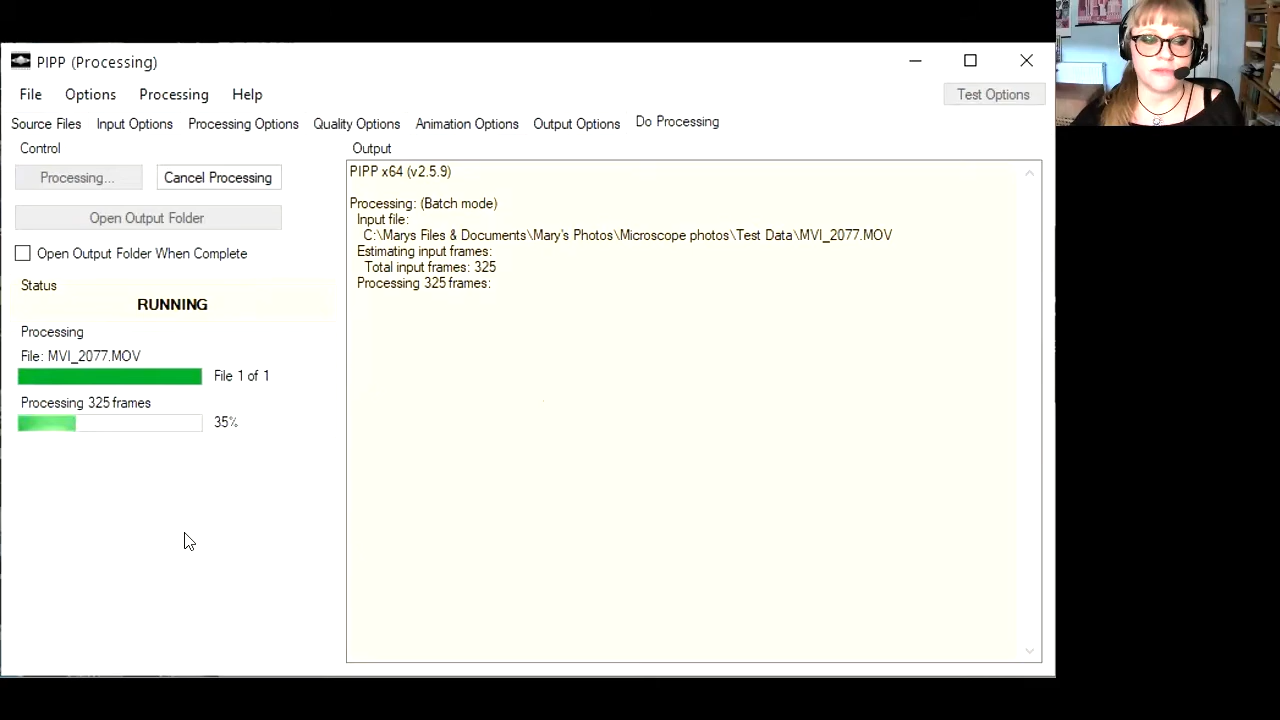 PIPP (Processing)
File Options Processing Help
Test Options
Source Files Input Options Processing Options Quality Options Animation Options Output Options Do Processing
Control
Processing... Cancel Processing
Open Output Folder
Open Output Folder When Complete
Status
RUNNING
Processing
File: MVI_2077.MOV
File 1 of 1
Processing 325 frames
35%
Output
PIPP x64 (v2.5.9)
Processing: (Batch mode)
Input file:
C:\Marys Files & Documents\Mary's Photos\Microscope photos\Test Data\MVI_2077.MOV
Estimating input frames:
Total input frames: 325
Processing 325 frames: